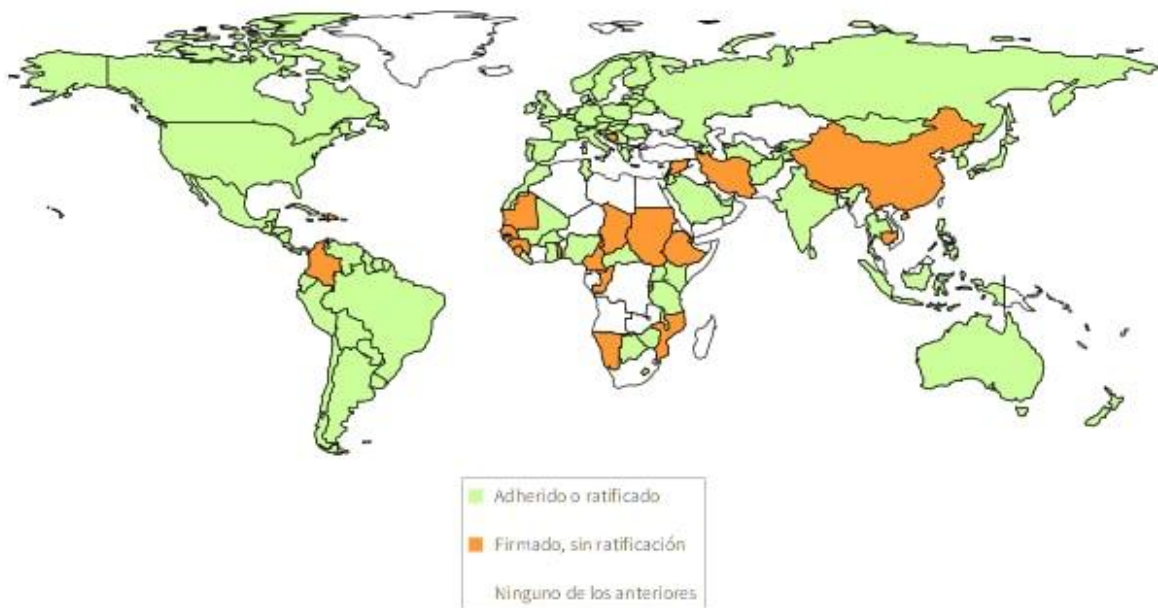 Adherido o ratificado
Firmado, sin ratificación
Ninguno de los anteriores